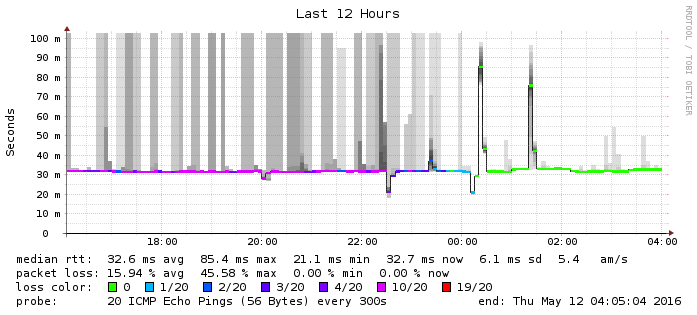 Last 12 Hours
RRDTOOL / TOBI OETIKER
Seconds
100 m
90 m
80 m
70 m
60 m
50 m
40 m
30 m
20 m
10 m
0
18:00 20:00 22:00 00:00 02:00 04:00
median rtt: 32.6 ms avg 85.4 ms max 21.1 ms min 32.7 ms now 6.1 ms sd 5.4 am/s
packet loss: 15.94 % avg 45.58 % max 0.00 % min 0.00 % now
loss color: 0 1/20 2/20 3/20 4/20 10/20 19/20
probe: 20 ICMP Echo Pings (56 Bytes) every 300s end: Thu May 12 04:05:04 2016